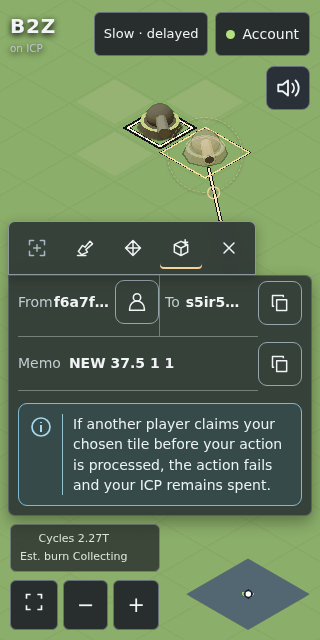 B2Z
on ICP
Slow · delayed
Account
From f6a7f...
To s5ir5...
Memo NEW 37.5 1 1
If another player claims your
chosen tile before your action
is processed, the action fails
and your ICP remains spent.
Cycles 2.27T
Est. burn Collecting